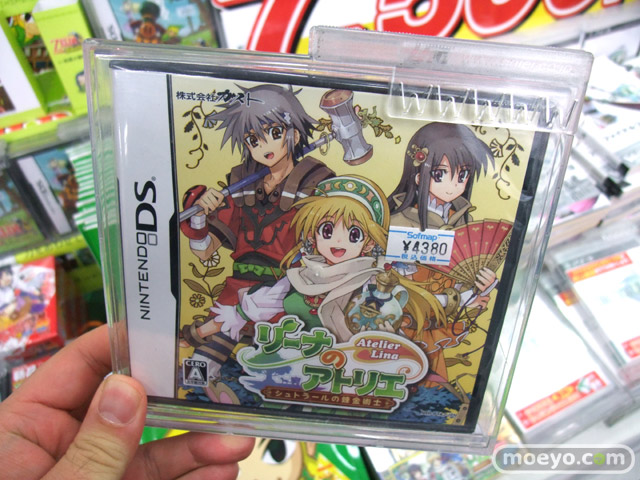 株式会社ガスト
NINTENDO DS
Sofmap
¥4380
税込価格
リーナの
アトリエ
Atelier
Lina
シュトラールの錬金術士
CERO
A
moeyo.com